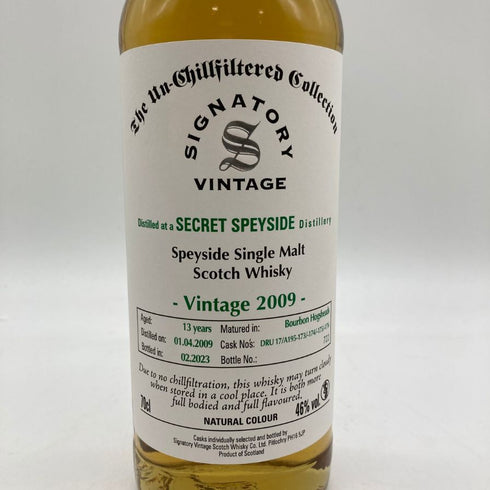 The Un-Chillfiltered Collection
SIGNATORY
S
VINTAGE
Distilled at a SECRET SPEYSIDE Distillery
Speyside Single Malt
Scotch Whisky
- Vintage 2009 -
Aged: 13 years Matured in: Bourbon Hogsheads
Distilled on: 01.04.2009 Cask No's: DRU 17/A195
Bottled in: 02.2023 Bottle No.: 722
Due to no chillfiltration, this whisky may turn cloudy
when stored in a cool place. It is both more
full bodied and full flavoured.
70cl NATURAL COLOUR 46% vol
Casks individually selected and bottled by
Signatory Vintage Scotch Whisky Co. Ltd. Pitlochry PH16 5JP
Product of Scotland